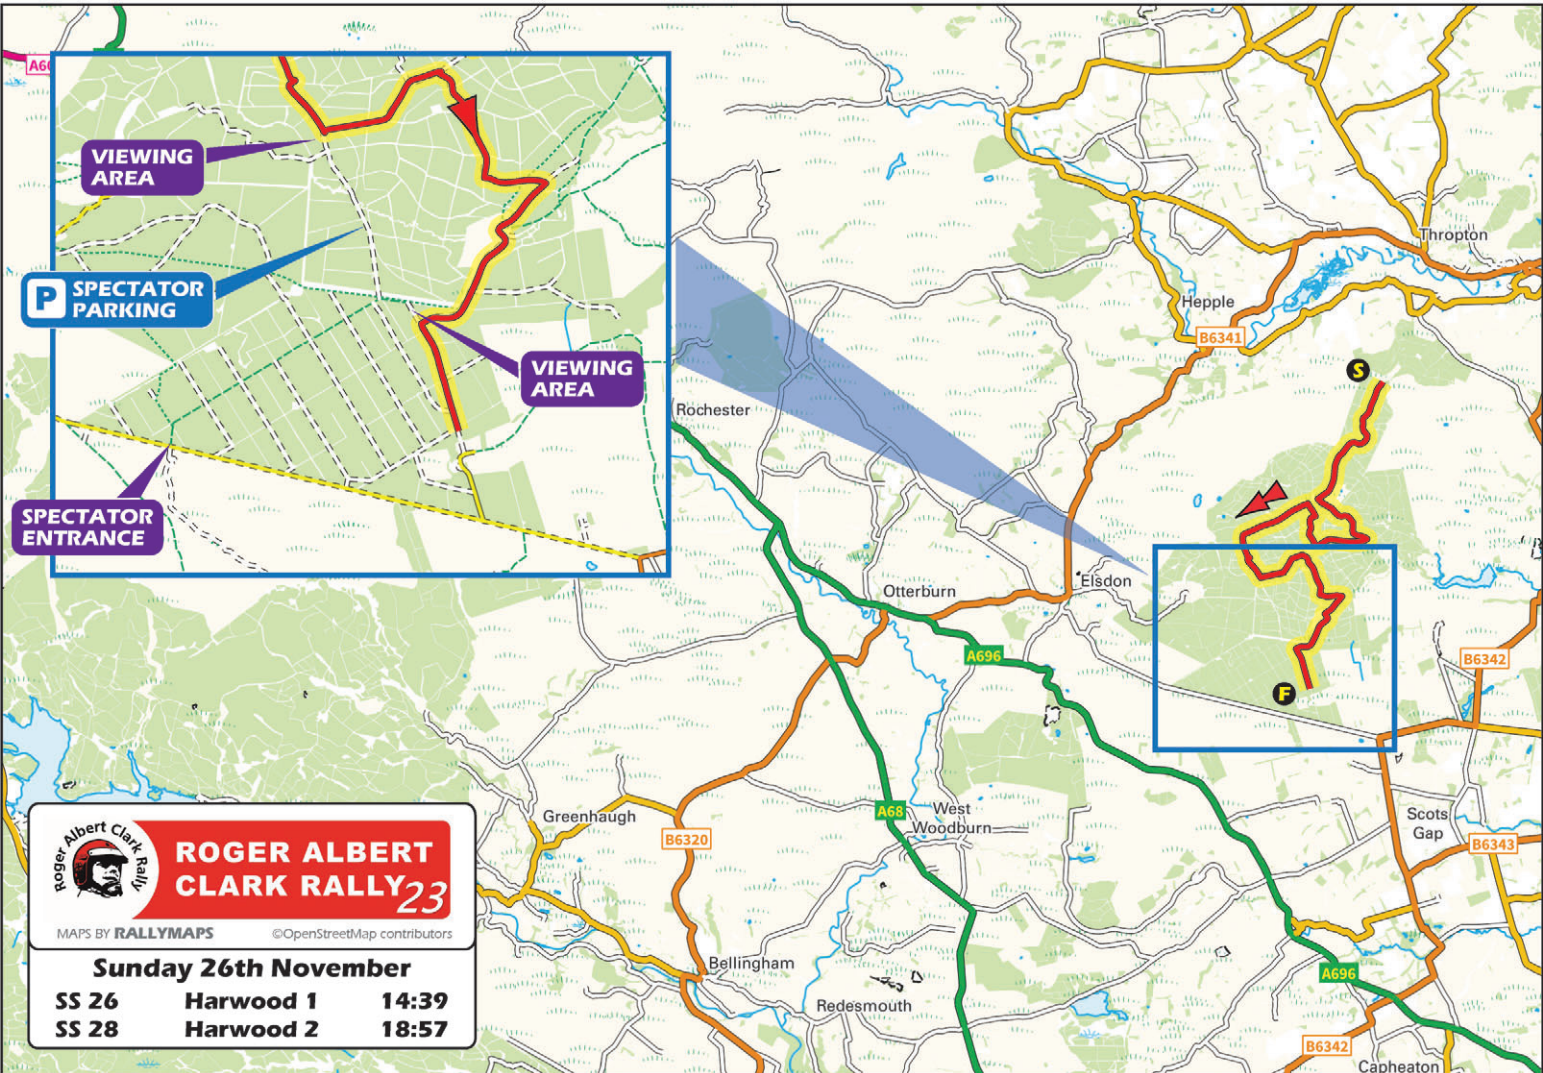 A60
VIEWING
AREA
P SPECTATOR
PARKING
VIEWING
AREA
SPECTATOR
ENTRANCE
Thropton
Hepple
B6341
S
Rochester
Elsdon
Otterburn
A696
B6342
F
Greenhaugh
B6320
A68
West
Woodburn
Scots
Gap
B6343
Bellingham
Redesmouth
A696
B6342
Capheaton
Roger Albert Clark Rally
ROGER ALBERT
CLARK RALLY 23
MAPS BY RALLYMAPS ©OpenStreetMap contributors
Sunday 26th November
SS 26 Harwood 1 14:39
SS 28 Harwood 2 18:57